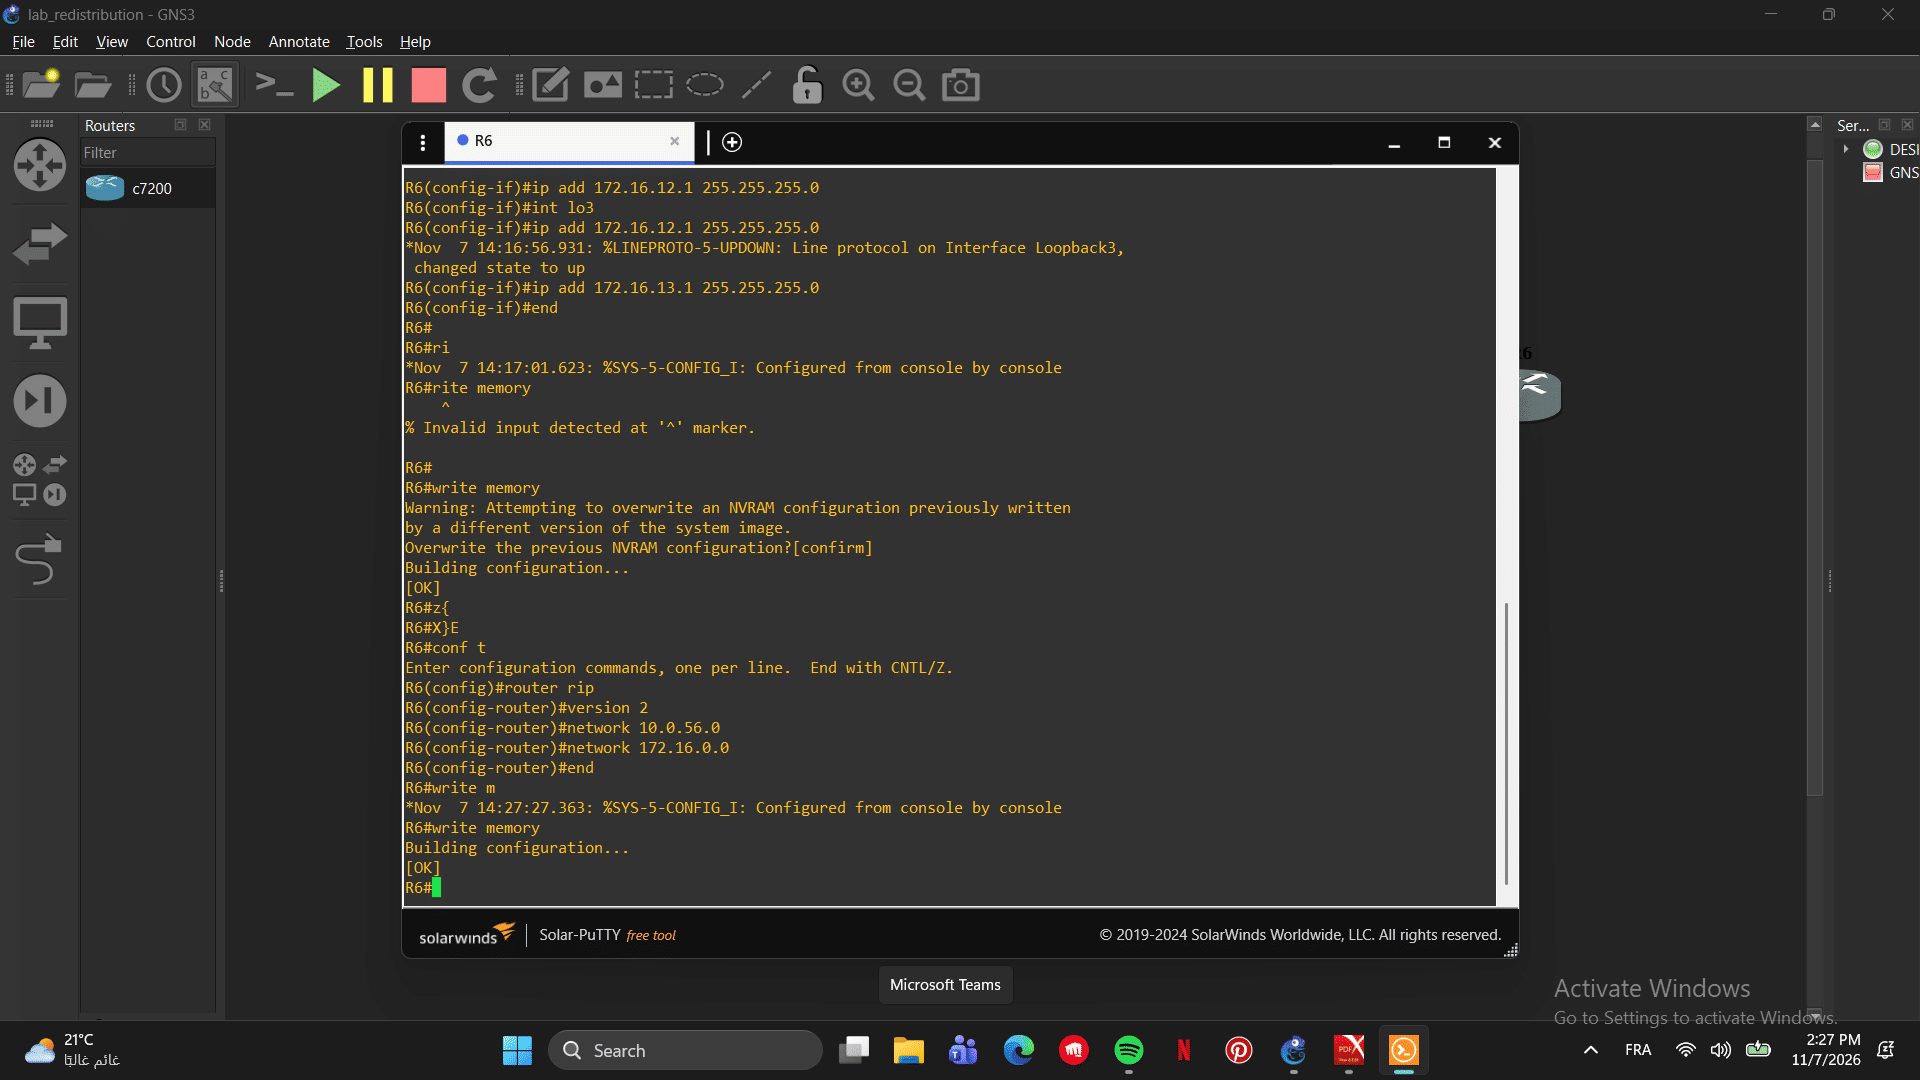 lab_redistribution - GNS3
File Edit View Control Node Annotate Tools Help
Routers
Filter
c7200
R6
R6(config-if)#ip add 172.16.12.1 255.255.255.0
R6(config-if)#int lo3
R6(config-if)#ip add 172.16.12.1 255.255.255.0
*Nov  7 14:16:56.931: %LINEPROTO-5-UPDOWN: Line protocol on Interface Loopback3,
 changed state to up
R6(config-if)#ip add 172.16.13.1 255.255.255.0
R6(config-if)#end
R6#
R6#ri
*Nov  7 14:17:01.623: %SYS-5-CONFIG_I: Configured from console by console
R6#rite memory
^
% Invalid input detected at '^' marker.
R6#
R6#write memory
Warning: Attempting to overwrite an NVRAM configuration previously written
by a different version of the system image.
Overwrite the previous NVRAM configuration?[confirm]
Building configuration...
[OK]
R6#z{
R6#X}E
R6#conf t
Enter configuration commands, one per line.  End with CNTL/Z.
R6(config)#router rip
R6(config-router)#version 2
R6(config-router)#network 10.0.56.0
R6(config-router)#network 172.16.0.0
R6(config-router)#end
R6#write m
*Nov  7 14:27:27.363: %SYS-5-CONFIG_I: Configured from console by console
R6#write memory
Building configuration...
[OK]
R6#
solarwinds Solar-PuTTY free tool
© 2019-2024 SolarWinds Worldwide, LLC. All rights reserved.
Ser...
DESI
GNS
Microsoft Teams
Activate Windows
Go to Settings to activate Windows.
21°C
غائم غالبًا
Search
FRA
2:27 PM
11/7/2026